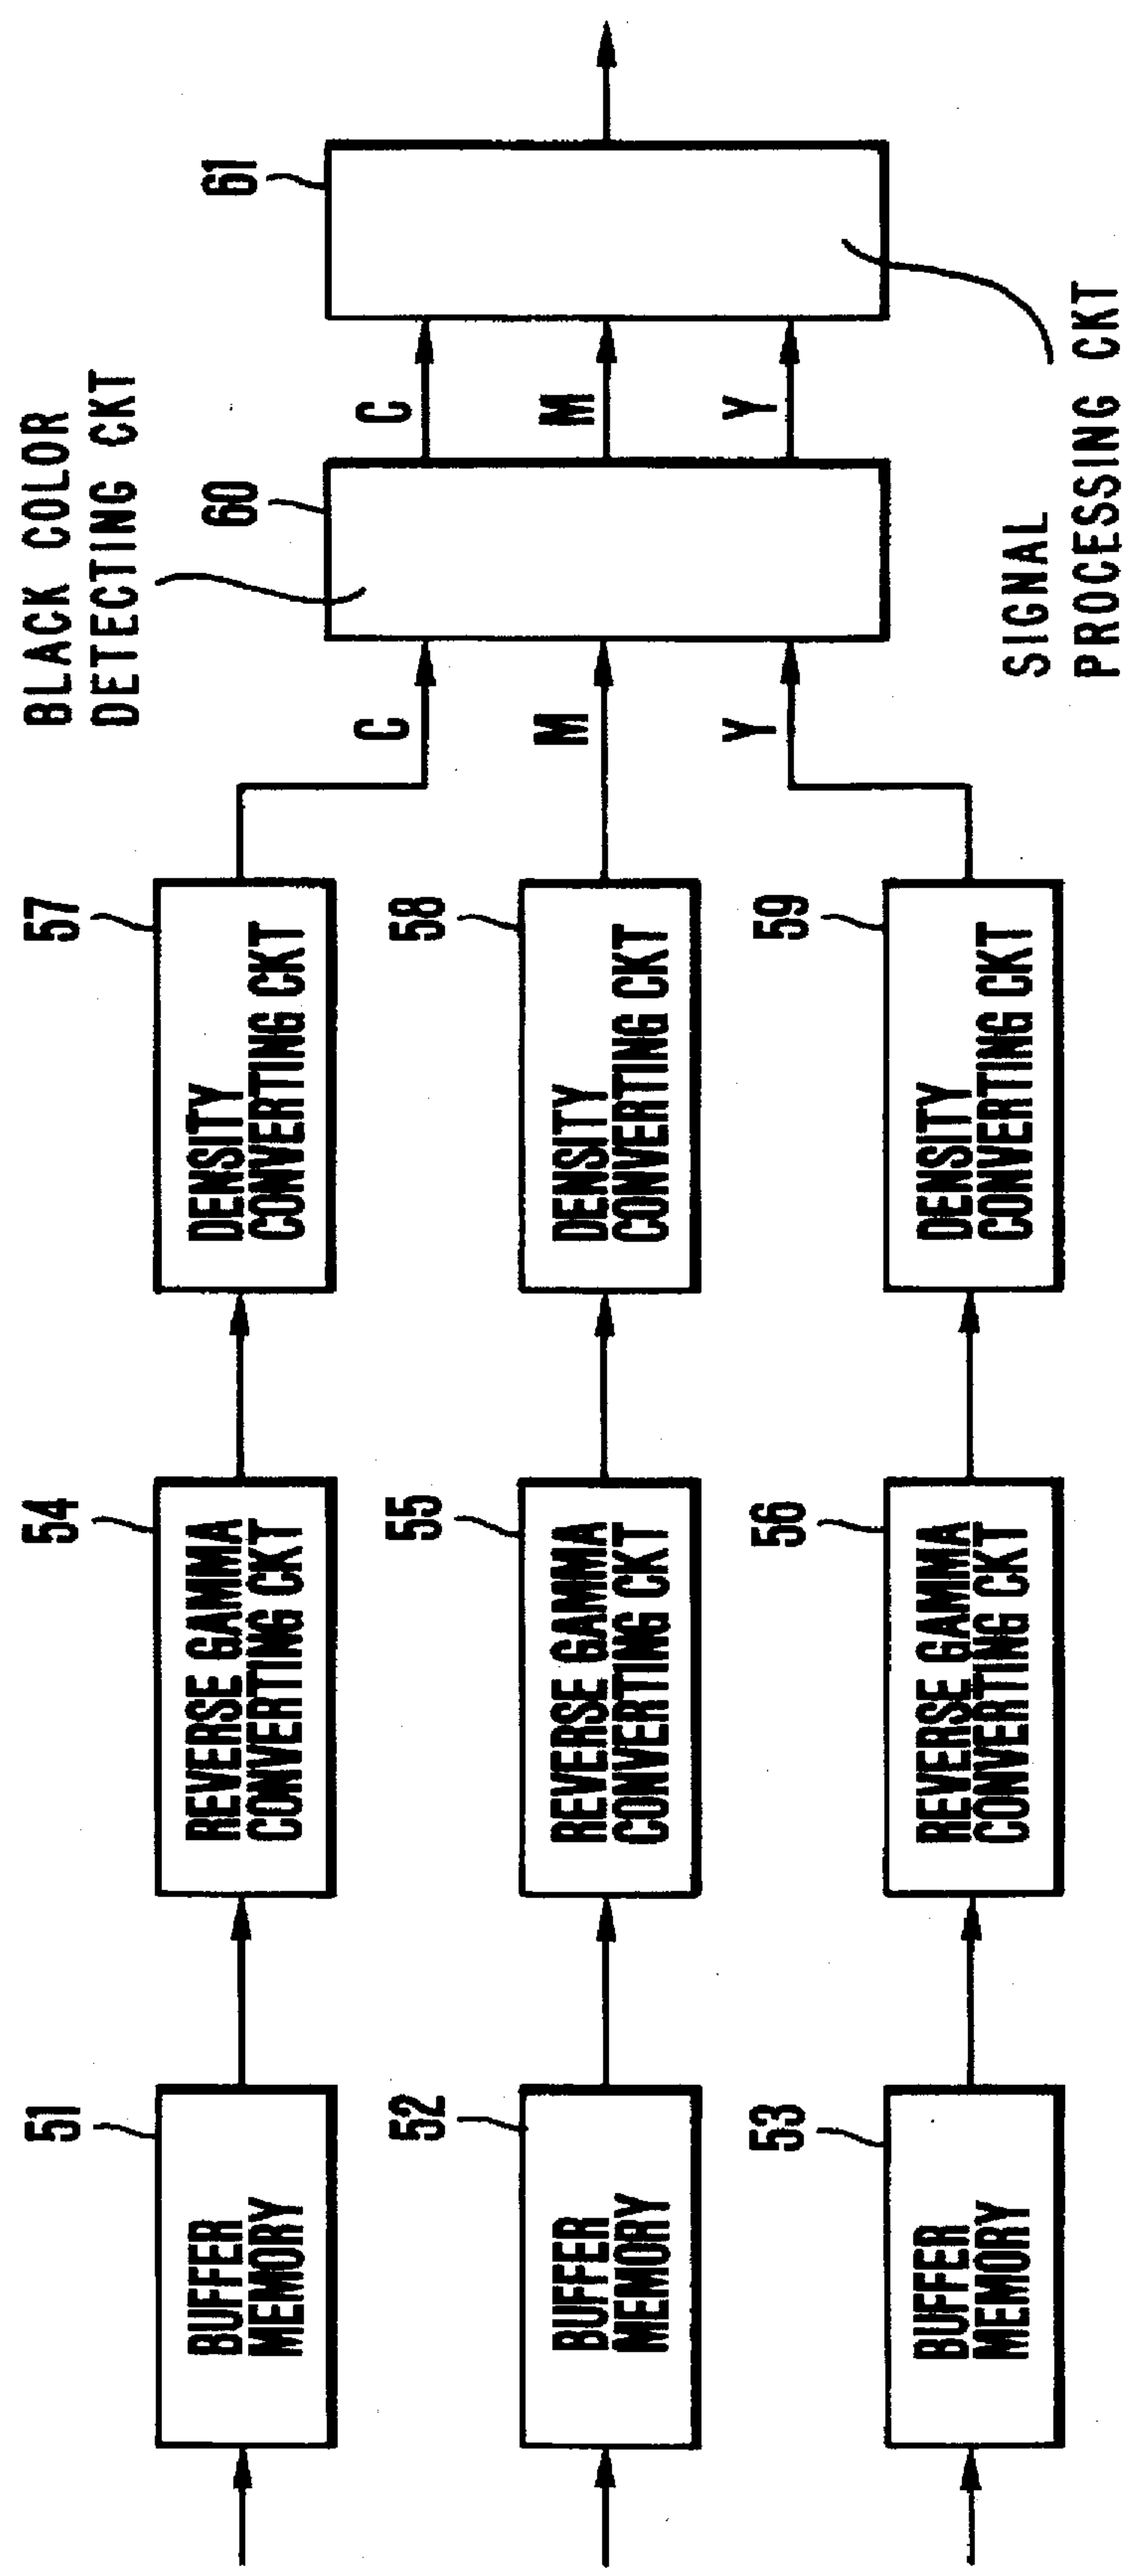 51
BUFFER
MEMORY
54
REVERSE GAMMA
CONVERTING CKT
57
DENSITY
CONVERTING CKT
C
BLACK COLOR
DETECTING CKT
60
C
61
52
BUFFER
MEMORY
55
REVERSE GAMMA
CONVERTING CKT
58
DENSITY
CONVERTING CKT
M
M
53
BUFFER
MEMORY
56
REVERSE GAMMA
CONVERTING CKT
59
DENSITY
CONVERTING CKT
Y
Y
SIGNAL
PROCESSING CKT